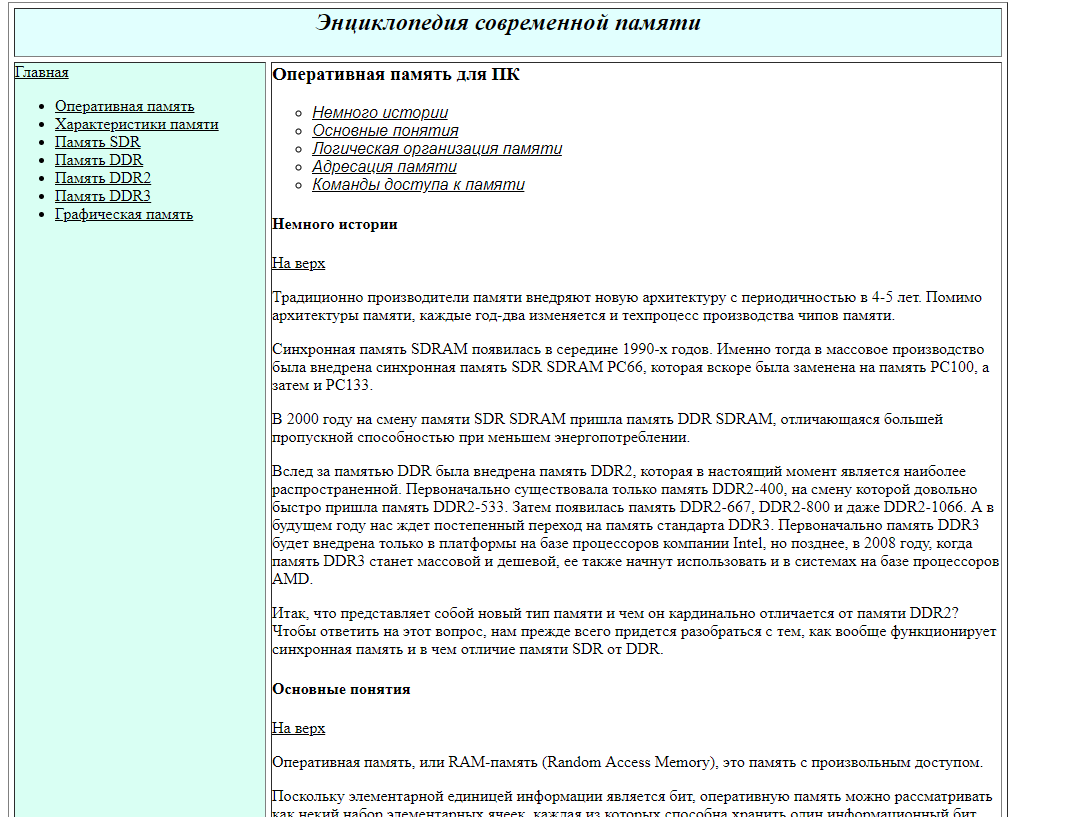 Энциклопедия современной памяти
Главная
Оперативная память
Характеристики памяти
Память SDR
Память DDR
Память DDR2
Память DDR3
Графическая память
Оперативная память для ПК
Немного истории
Основные понятия
Логическая организация памяти
Адресация памяти
Команды доступа к памяти
Немного истории
На верх
Традиционно производители памяти внедряют новую архитектуру с периодичностью в 4-5 лет. Помимо
архитектуры памяти, каждые год-два изменяется и техпроцесс производства чипов памяти.
Синхронная память SDRAM появилась в середине 1990-х годов. Именно тогда в массовое производство
была внедрена синхронная память SDR SDRAM PC66, которая вскоре была заменена на память PC100, а
затем и PC133.
В 2000 году на смену памяти SDR SDRAM пришла память DDR SDRAM, отличающаяся большей
пропускной способностью при меньшем энергопотреблении.
Вслед за памятью DDR была внедрена память DDR2, которая в настоящий момент является наиболее
распространенной. Первоначально существовала только память DDR2-400, на смену которой довольно
быстро пришла память DDR2-533. Затем появилась память DDR2-667, DDR2-800 и даже DDR2-1066. А в
будущем году нас ждет постепенный переход на память стандарта DDR3. Первоначально память DDR3
будет внедрена только в платформы на базе процессоров компании Intel, но позднее, в 2008 году, когда
память DDR3 станет массовой и дешевой, ее также начнут использовать и в системах на базе процессоров
AMD.
Итак, что представляет собой новый тип памяти и чем он кардинально отличается от памяти DDR2?
Чтобы ответить на этот вопрос, нам прежде всего придется разобраться с тем, как вообще функционирует
синхронная память и в чем отличие памяти SDR от DDR.
Основные понятия
На верх
Оперативная память, или RAM-память (Random Access Memory), это память с произвольным доступом.
Поскольку элементарной единицей информации является бит, оперативную память можно рассматривать
как некий набор элементарных ячеек, каждая из которых способна хранить один информационный бит.